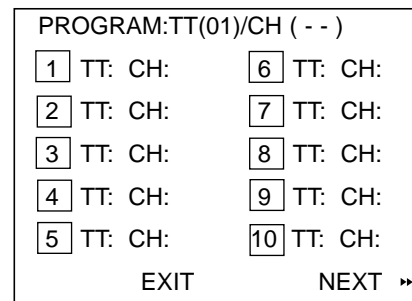 PROGRAM:TT(01)/CH ( - - )
1 TT: CH: 6 TT: CH:
2 TT: CH: 7 TT: CH:
3 TT: CH: 8 TT: CH:
4 TT: CH: 9 TT: CH:
5 TT: CH: 10 TT: CH:
EXIT NEXT